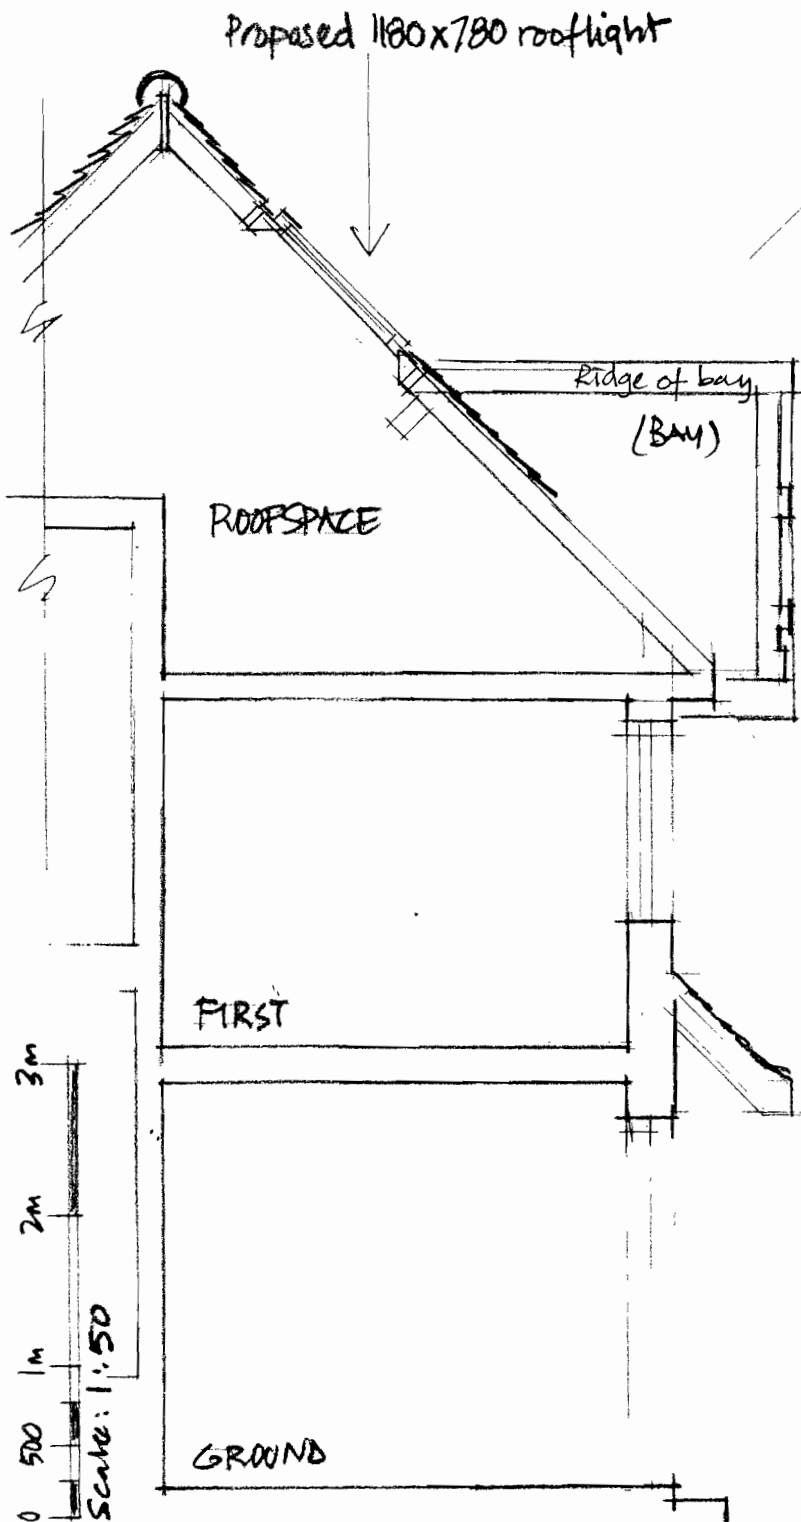 Proposed 1180x780 rooflight
Ridge of bay
(BAY)
ROOFSPACE
FIRST
GROUND
3m
2m
1m
500
0
Scale: 1:50